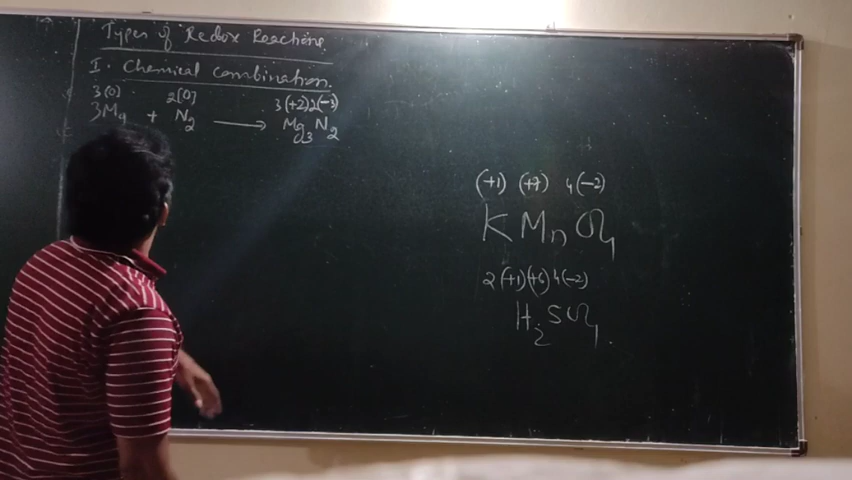 Types of Redox Reactions
I. Chemical combination.
3[0] 2[0] 3(+2)2(-3)
3Mg + N2 → Mg3N2
(+1) (+7) 4(-2)
KMnO4
2(+1)(+6)4(-2)
H2SO4.